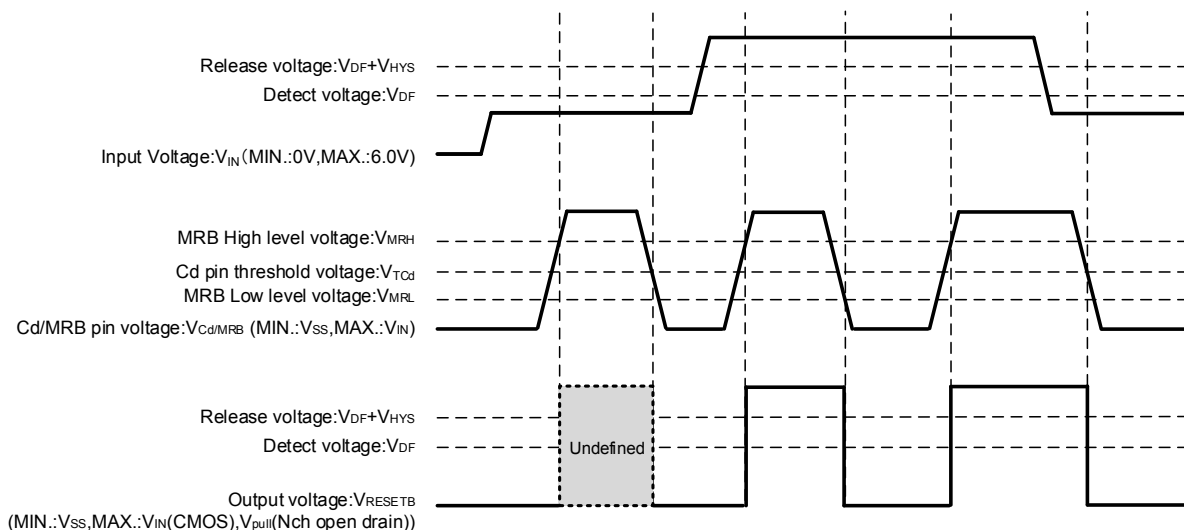 Release voltage:VDF+VHYS
Detect voltage:VDF
Input Voltage:VIN(MIN.:0V,MAX.:6.0V)
MRB High level voltage:VMRH
Cd pin threshold voltage:VTCd
MRB Low level voltage:VMRL
Cd/MRB pin voltage:VCd/MRB (MIN.:VSS,MAX.:VIN)
Release voltage:VDF+VHYS
Detect voltage:VDF
Undefined
Output voltage:VRESETB
(MIN.:VSS,MAX.:VIN(CMOS),Vpull(Nch open drain))